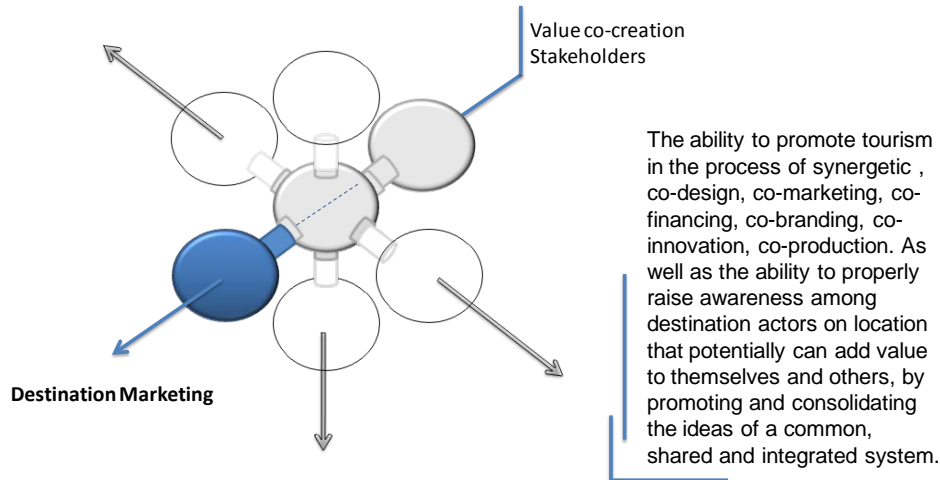 Value co-creation
Stakeholders
The ability to promote tourism
in the process of synergetic ,
co-design, co-marketing, co-
financing, co-branding, co-
innovation, co-production. As
well as the ability to properly
raise awareness among
destination actors on location
that potentially can add value
to themselves and others, by
promoting and consolidating
the ideas of a common,
shared and integrated system.
Destination Marketing